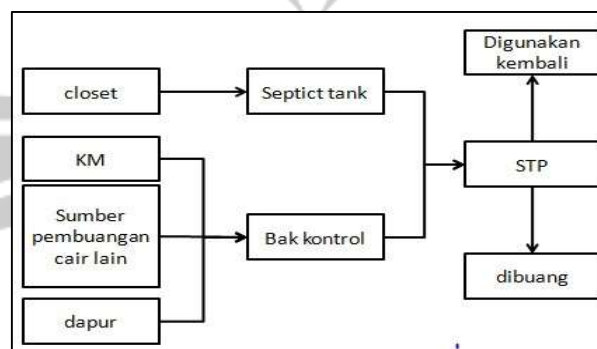 closet
Septict tank
Digunakan
kembali
KM
STP
Sumber
pembuangan
cair lain
Bak kontrol
dapur
dibuang